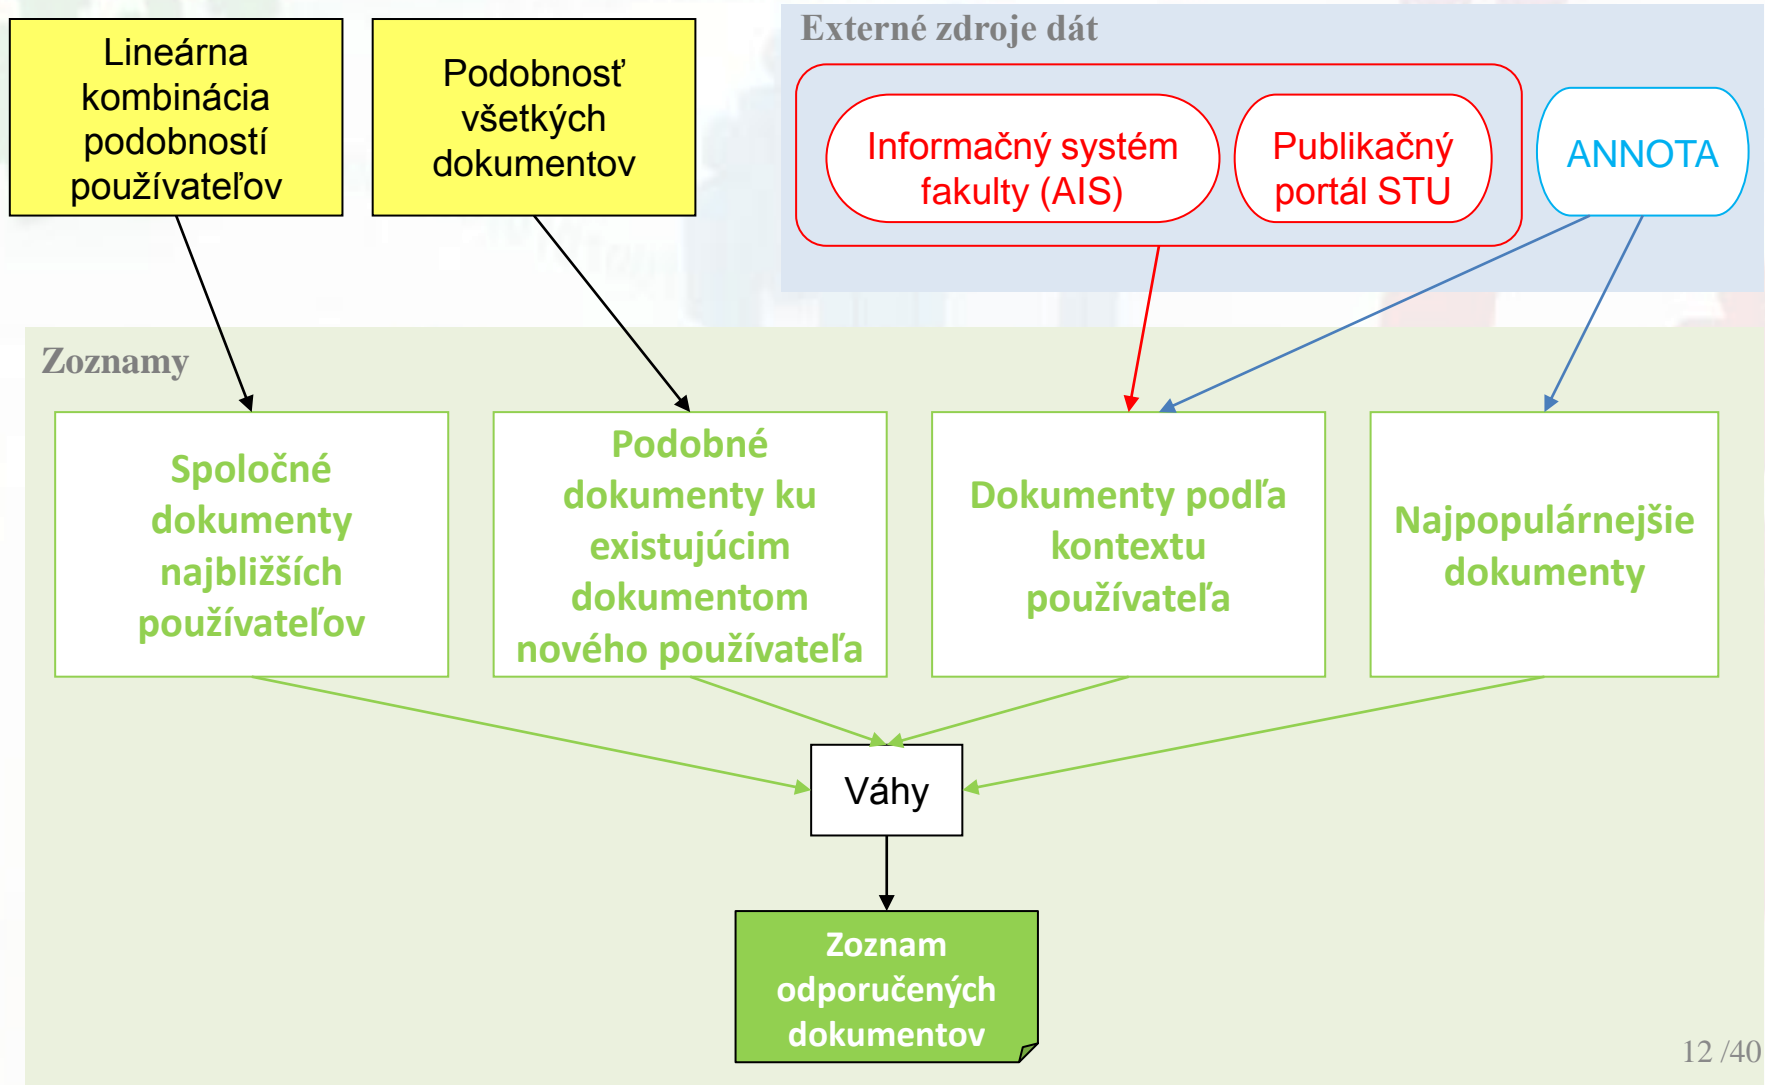 Lineárna
kombinácia
podobností
používateľov
Podobnosť
všetkých
dokumentov
Externé zdroje dát
Informačný systém
fakulty (AIS)
Publikačný
portál STU
ANNOTA
Zoznamy
Spoločné
dokumenty
najbližších
používateľov
Podobné
dokumenty ku
existujúcim
dokumentom
nového používateľa
Dokumenty podľa
kontextu
používateľa
Najpopulárnejšie
dokumenty
Váhy
Zoznam
odporučených
dokumentov
12 /40